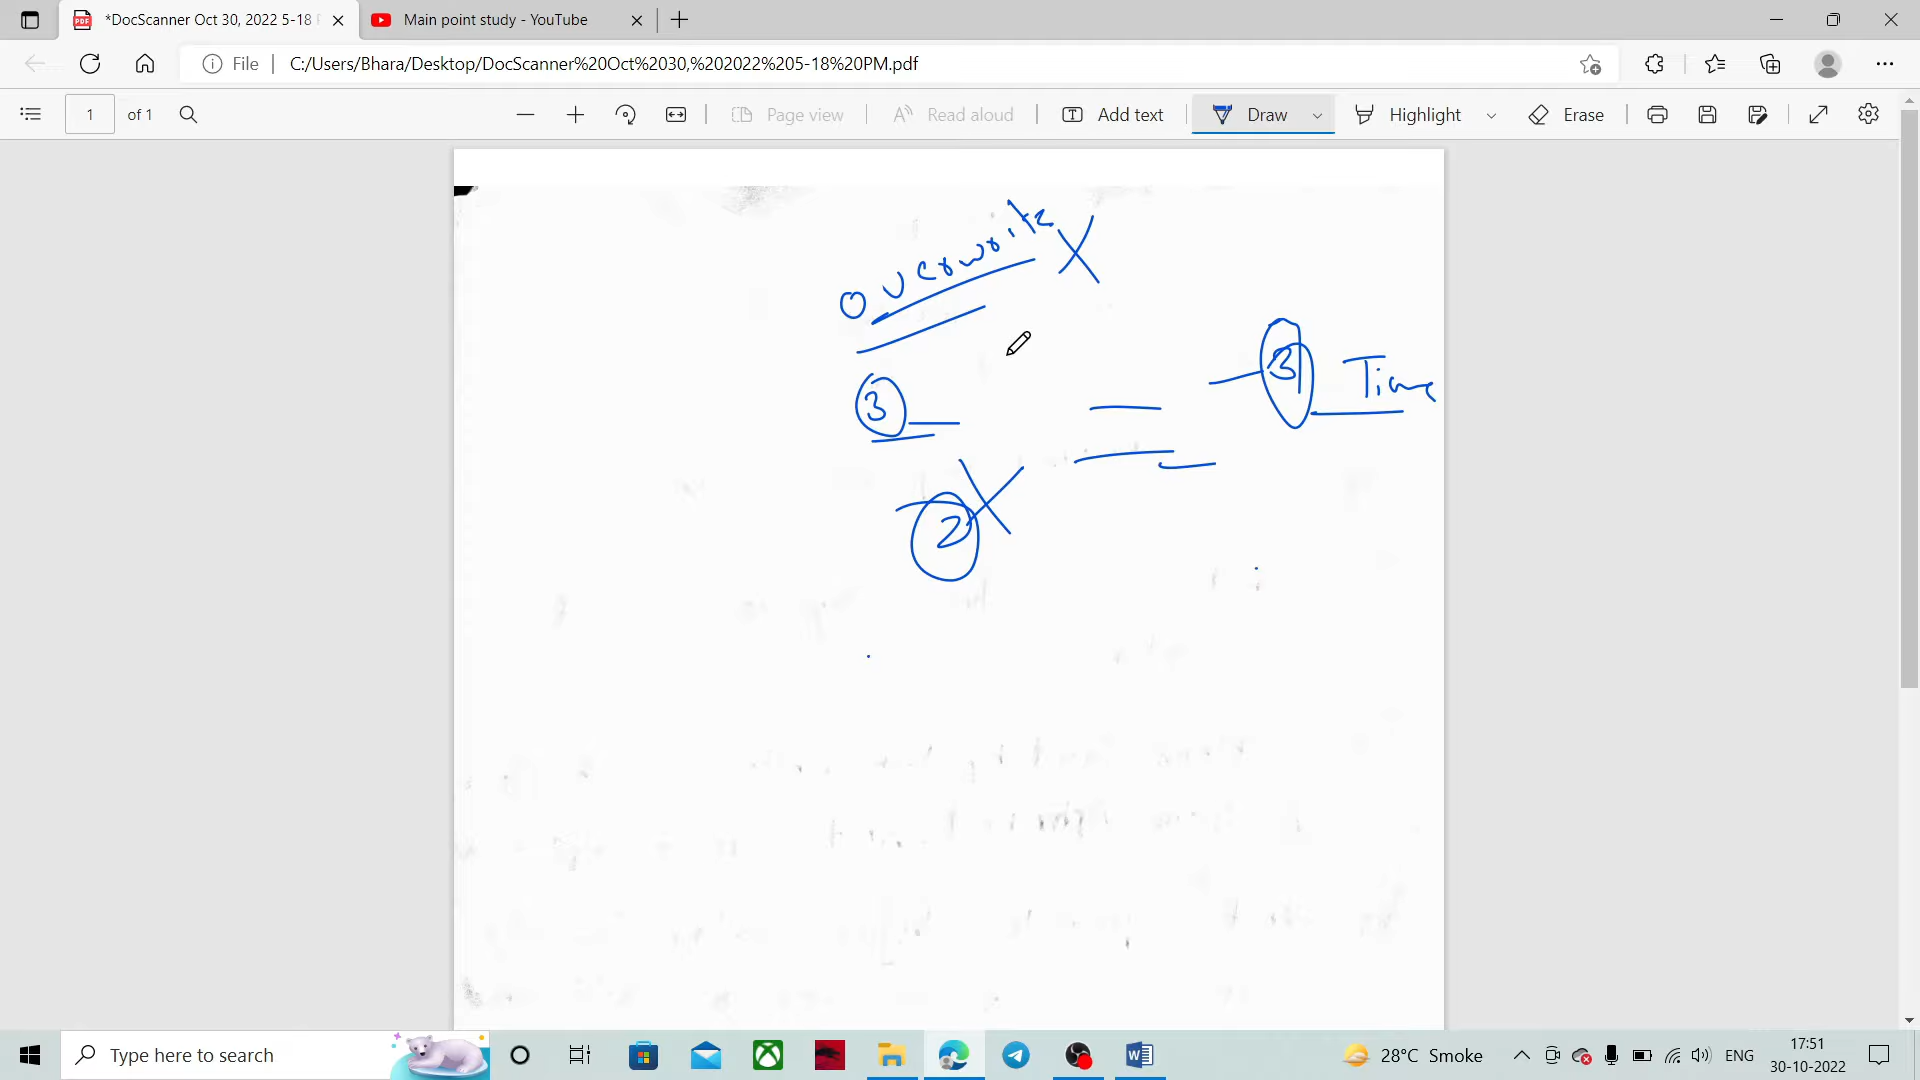 *DocScanner Oct 30, 2022 5-18 P
Main point study - YouTube
File
C:/Users/Bhara/Desktop/DocScanner%20Oct%2030,%202022%205-18%20PM.pdf
1
of 1
Page view
Read aloud
Add text
Draw
Highlight
Erase
Overwrite X
3
3 Time
2 X
Type here to search
28°C Smoke
ENG
17:51
30-10-2022